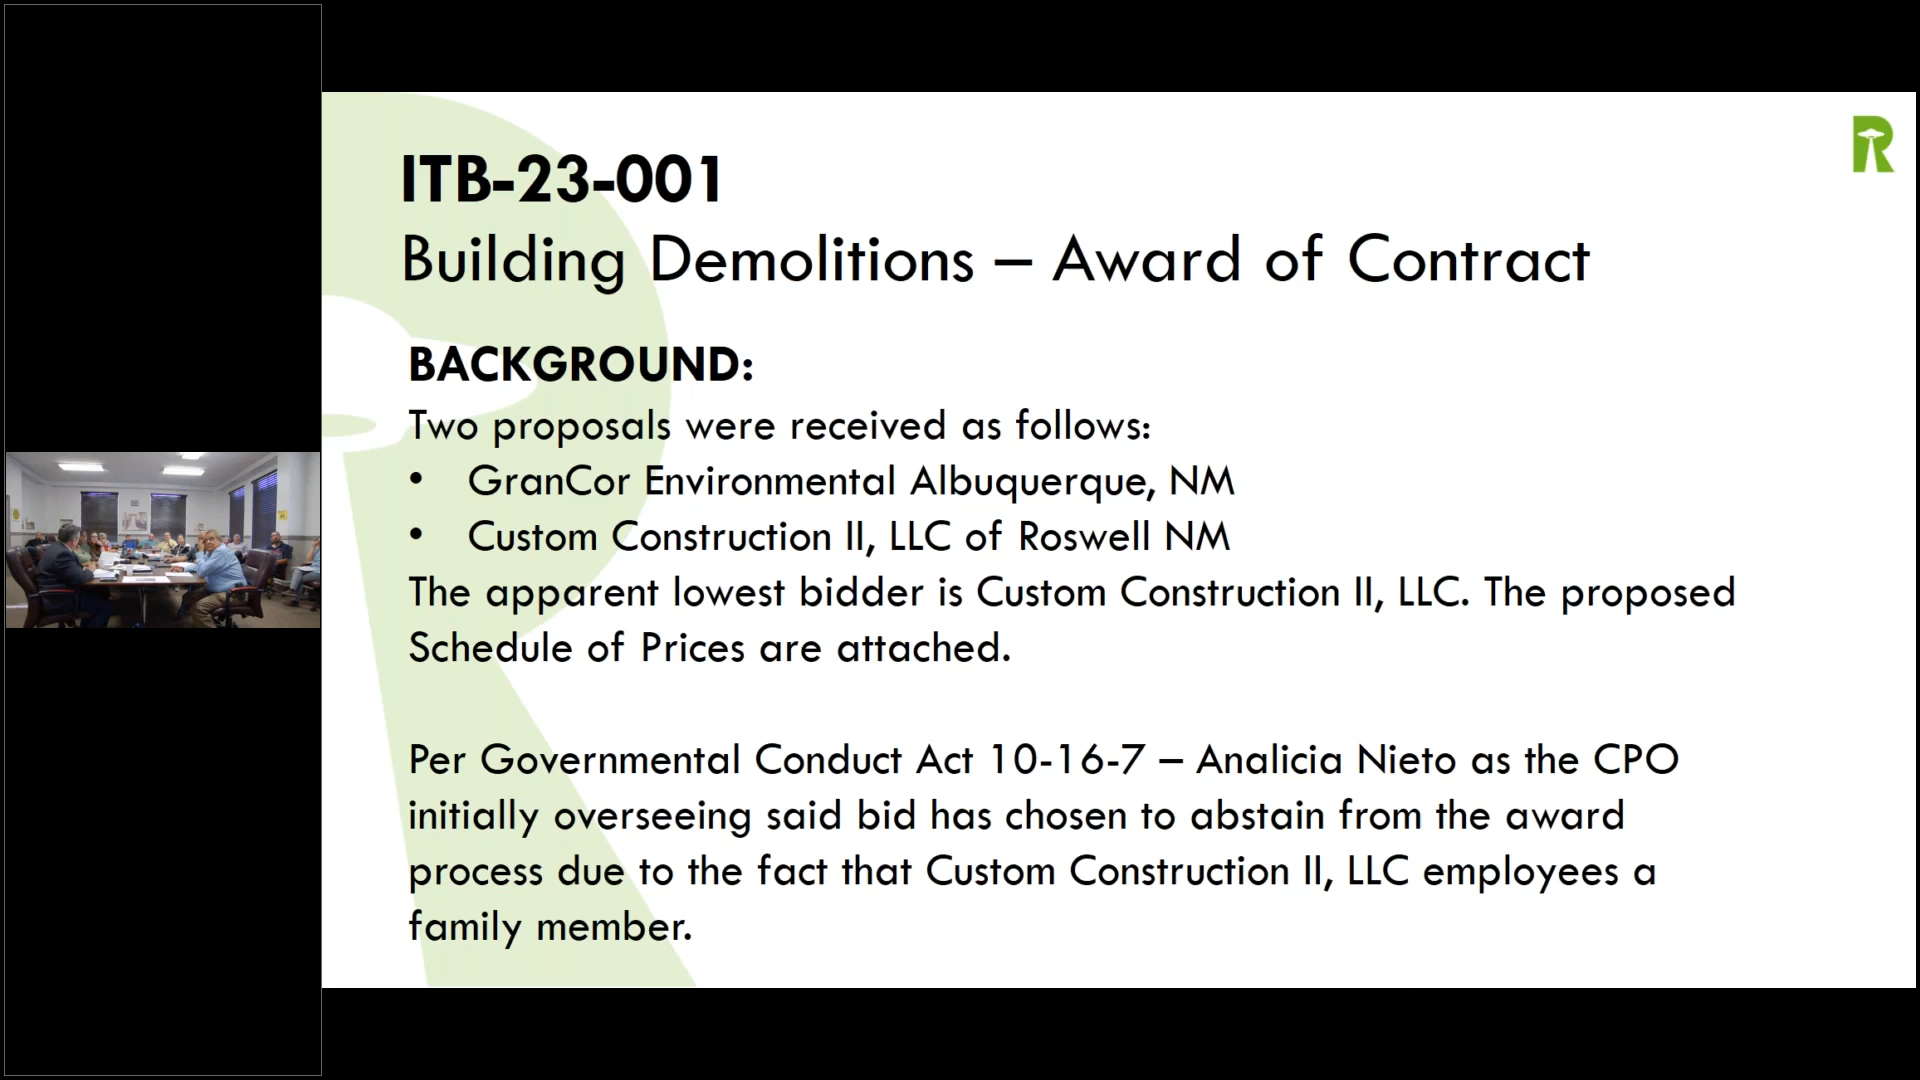 ITB-23-001
Building Demolitions – Award of Contract
BACKGROUND:
Two proposals were received as follows:
• GranCor Environmental Albuquerque, NM
• Custom Construction II, LLC of Roswell NM
The apparent lowest bidder is Custom Construction II, LLC. The proposed
Schedule of Prices are attached.
Per Governmental Conduct Act 10-16-7 – Analicia Nieto as the CPO
initially overseeing said bid has chosen to abstain from the award
process due to the fact that Custom Construction II, LLC employees a
family member.